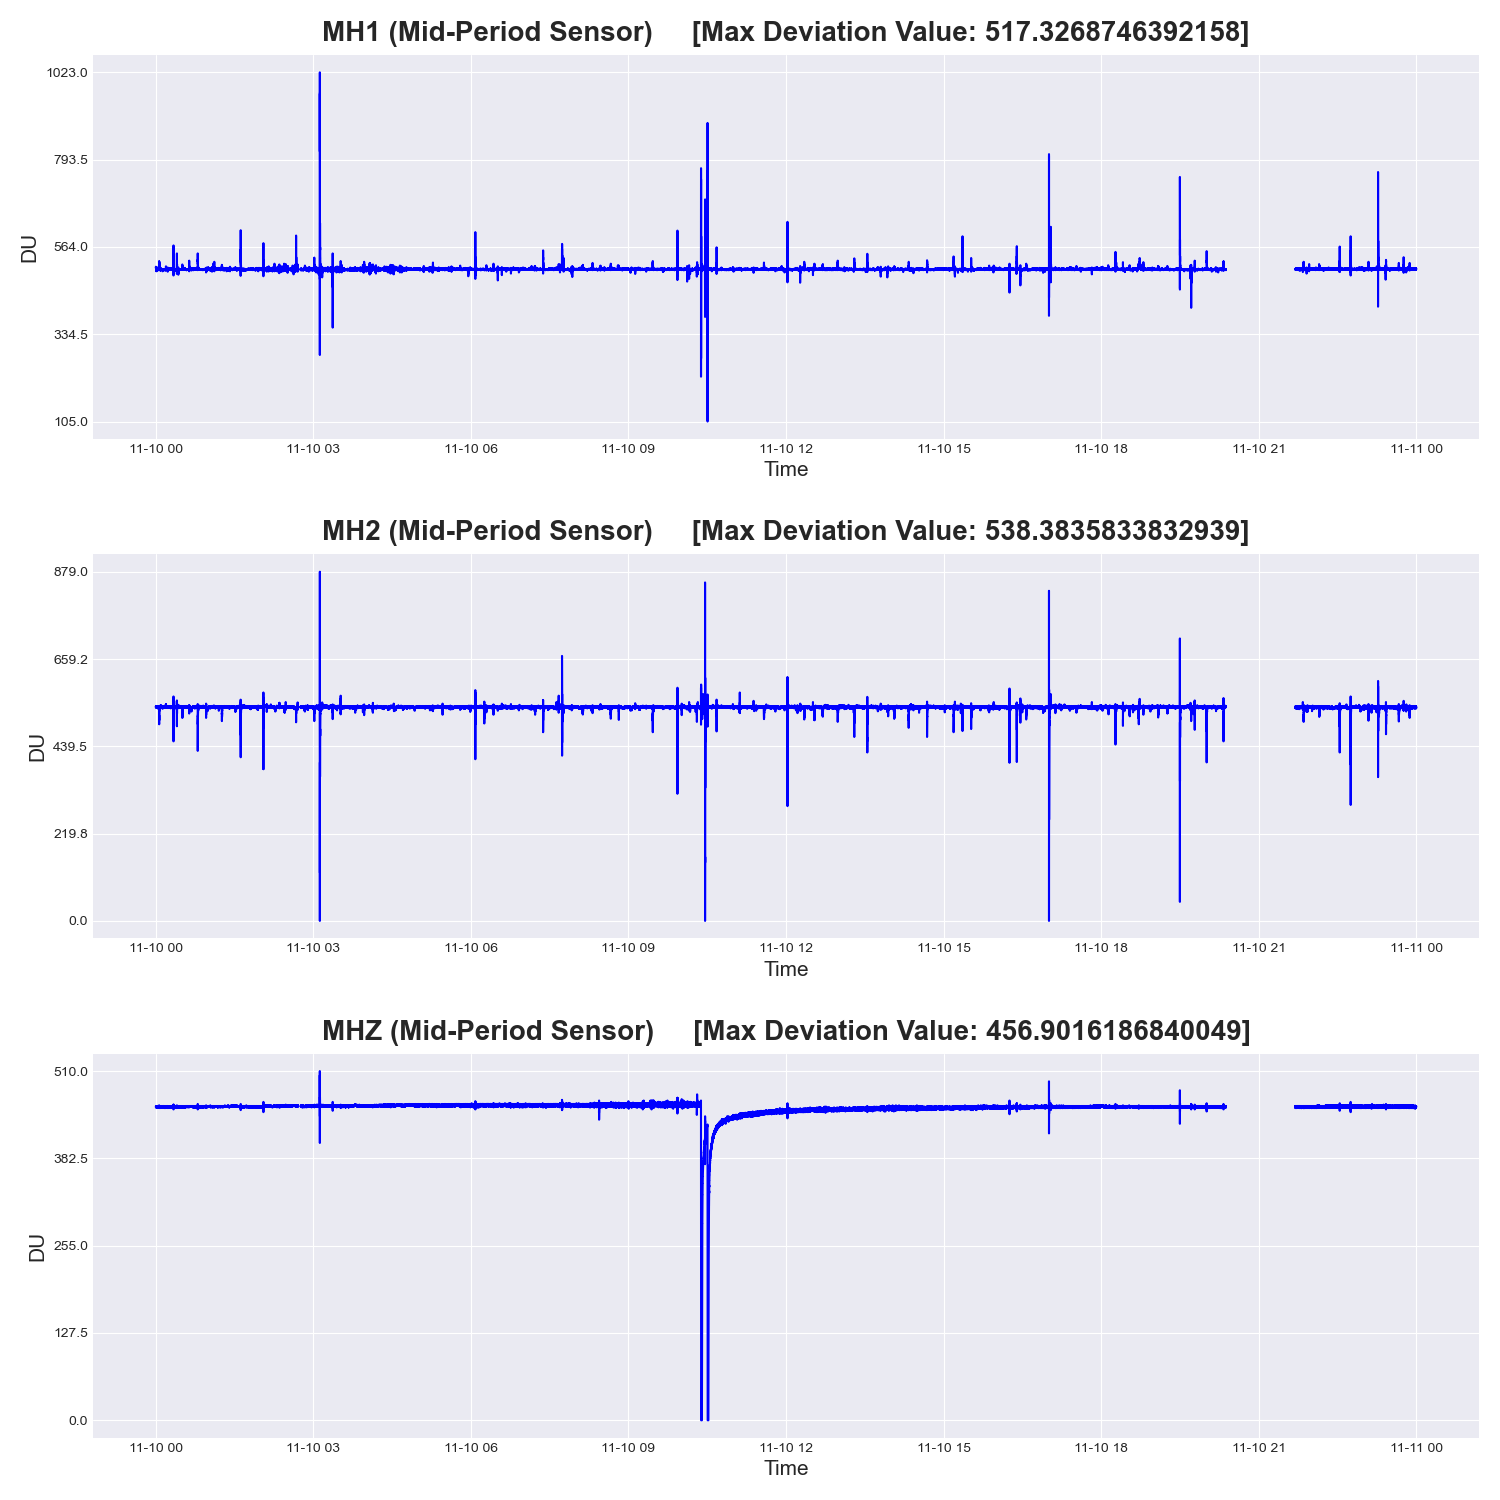 MH1 (Mid-Period Sensor) [Max Deviation Value: 517.3268746392158]
1023.0
793.5
564.0
334.5
105.0
DU
11-10 00 11-10 03 11-10 06 11-10 09 11-10 12 11-10 15 11-10 18 11-10 21 11-11 00
Time
MH2 (Mid-Period Sensor) [Max Deviation Value: 538.3835833832939]
879.0
659.2
439.5
219.8
0.0
DU
11-10 00 11-10 03 11-10 06 11-10 09 11-10 12 11-10 15 11-10 18 11-10 21 11-11 00
Time
MHZ (Mid-Period Sensor) [Max Deviation Value: 456.9016186840049]
510.0
382.5
255.0
127.5
0.0
DU
11-10 00 11-10 03 11-10 06 11-10 09 11-10 12 11-10 15 11-10 18 11-10 21 11-11 00
Time